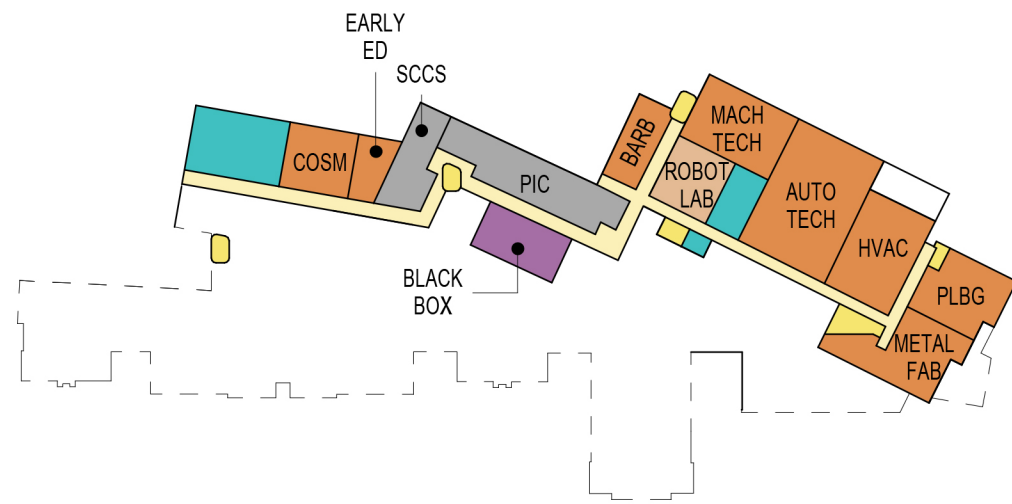 EARLY
ED
SCCS
COSM
PIC
BARB
MACH
TECH
ROBOT
LAB
AUTO
TECH
HVAC
BLACK
BOX
PLBG
METAL
FAB